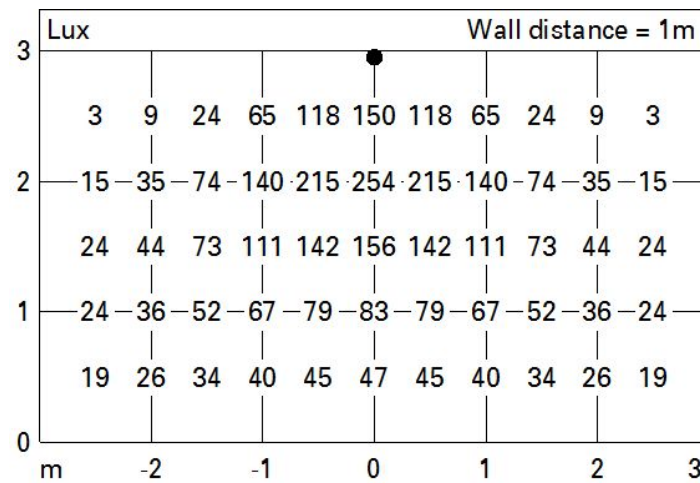 Lux Wall distance = 1m
3
3 9 24 65 118 150 118 65 24 9 3
2 15 35 74 140 215 254 215 140 74 35 15
24 44 73 111 142 156 142 111 73 44 24
1 24 36 52 67 79 83 79 67 52 36 24
19 26 34 40 45 47 45 40 34 26 19
0
m -2 -1 0 1 2 3